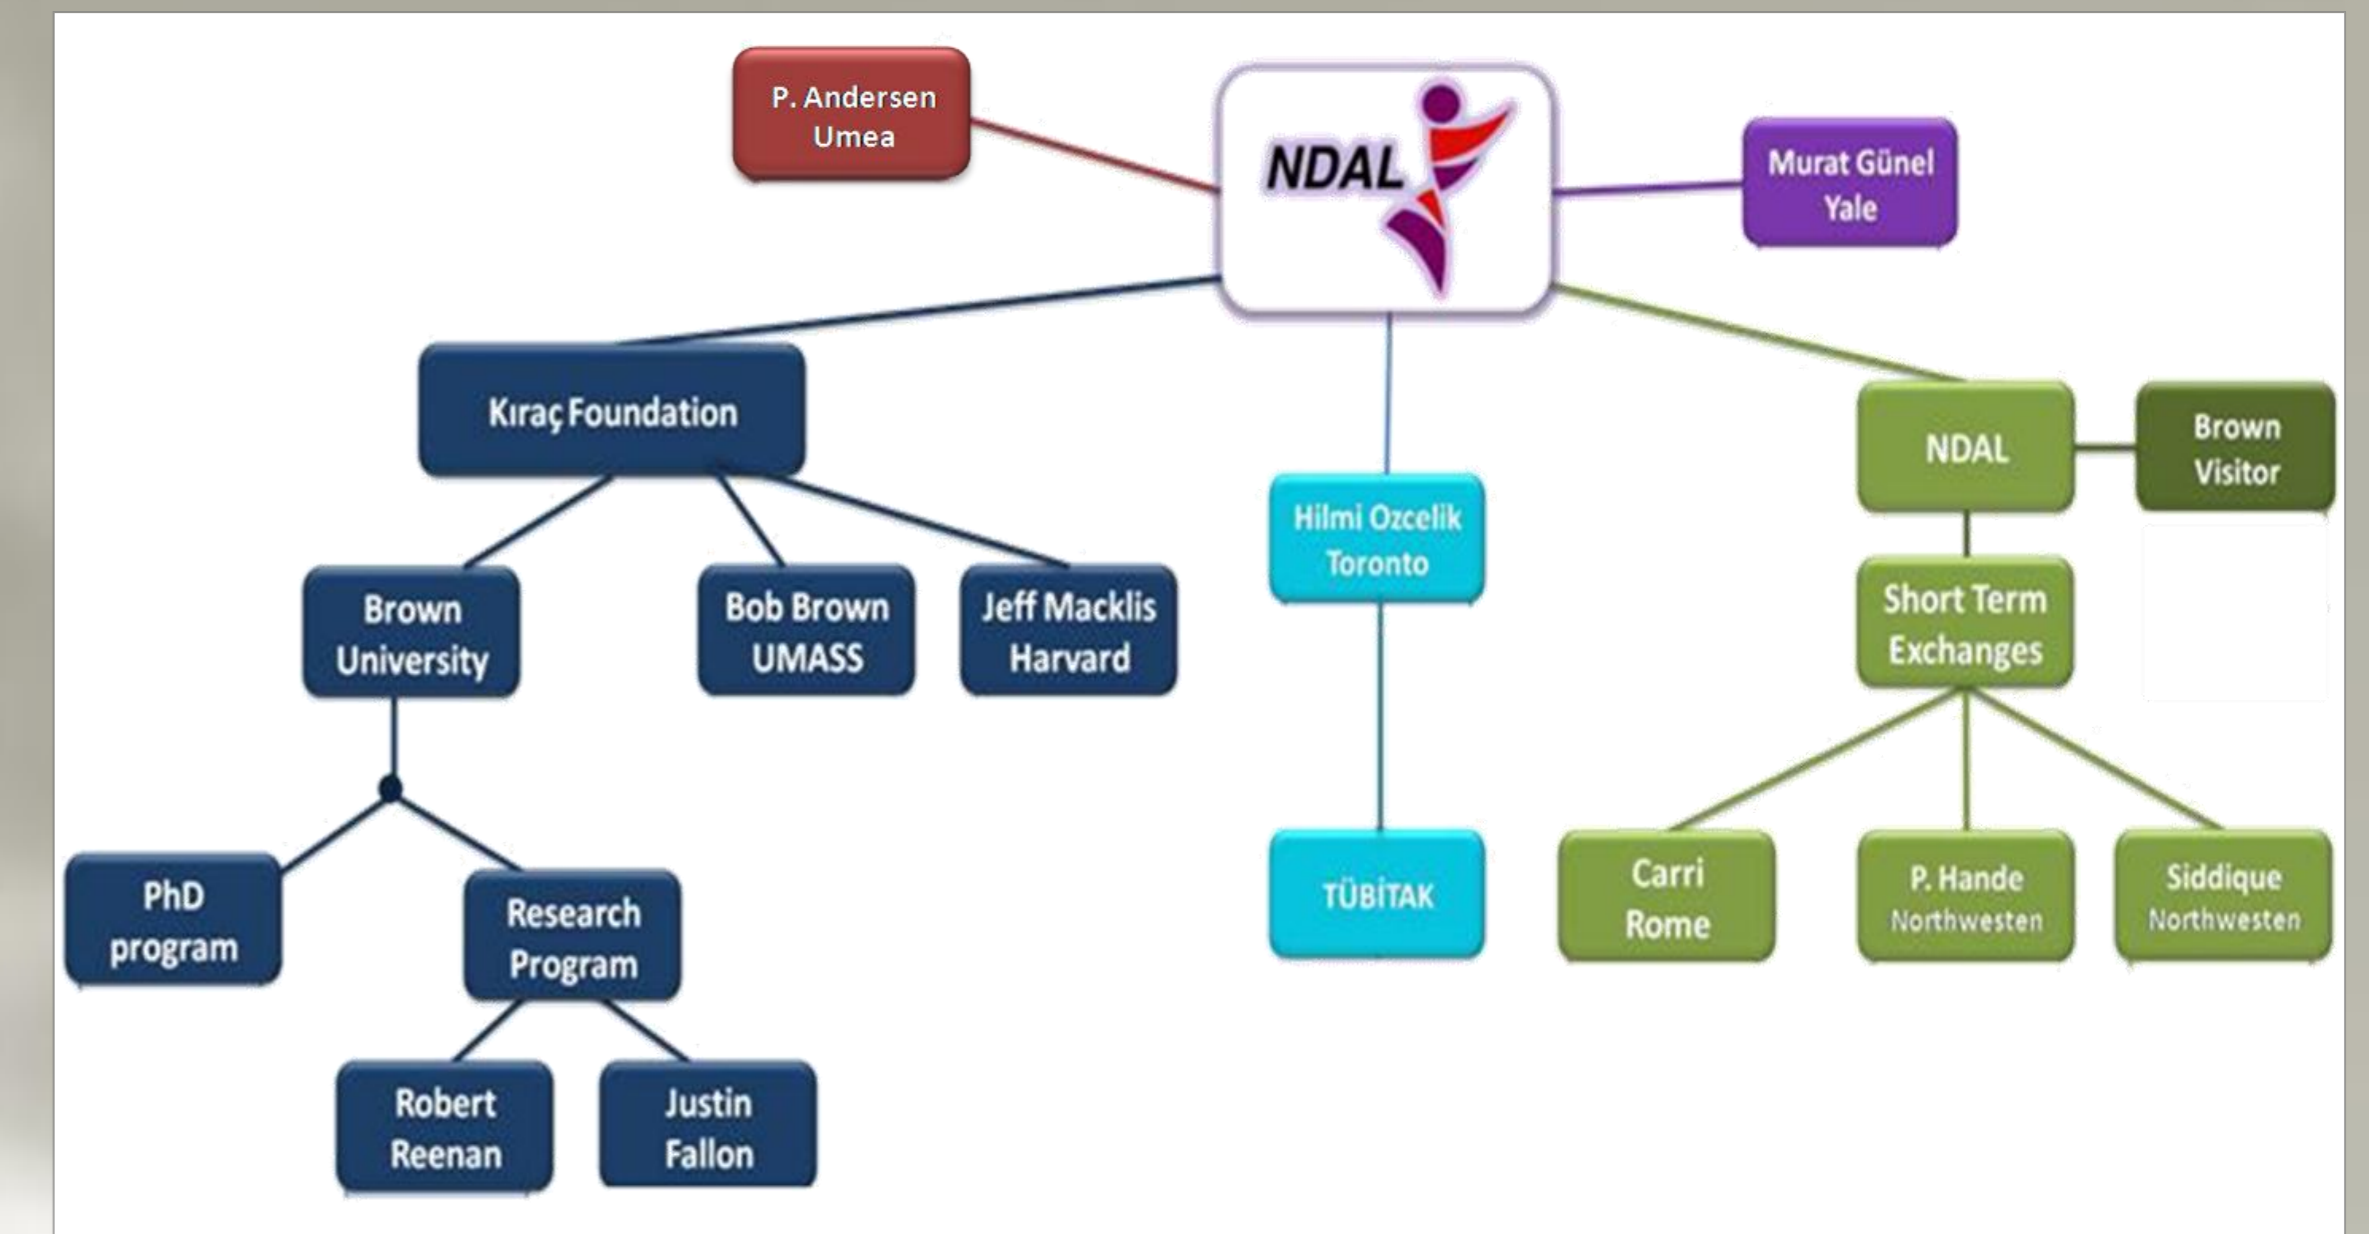 P. Andersen
Umea
NDAL
Murat Günel
Yale
Kıraç Foundation
NDAL
Brown
Visitor
Hilmi Ozcelik
Toronto
Brown
University
Bob Brown
UMASS
Jeff Macklis
Harvard
Short Term
Exchanges
PhD
program
Research
Program
TÜBİTAK
Carri
Rome
P. Hande
Northwesten
Siddique
Northwesten
Robert
Reenan
Justin
Fallon